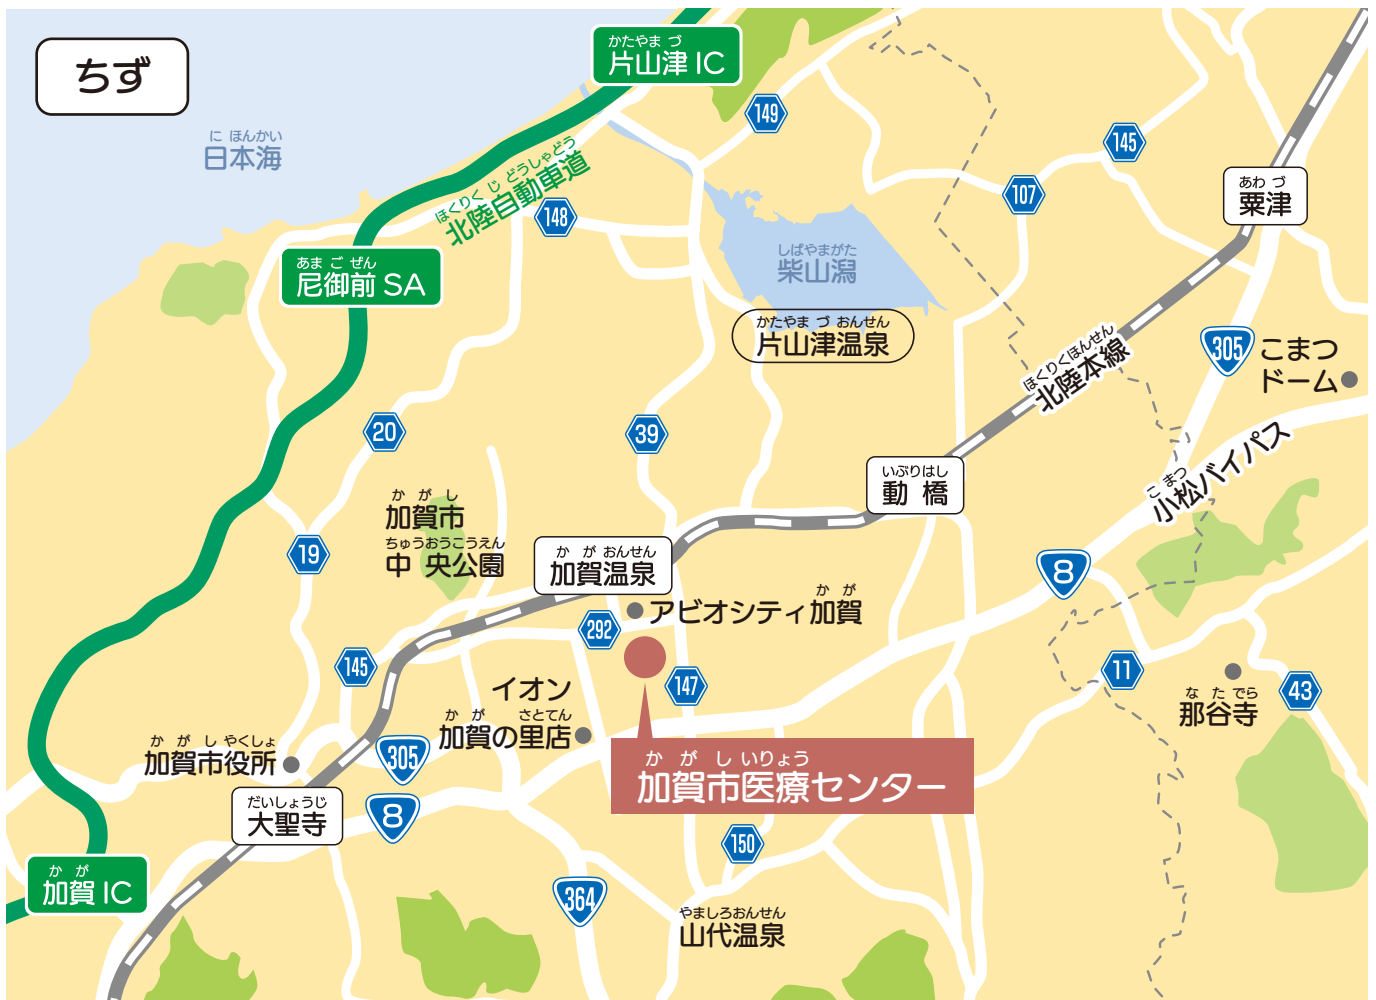 ちず
かたやま づ
片山津 IC
に ほんかい
日本海
149
145
ほくりく じ どうしゃどう
北陸自動車道
148
107
あわ づ
粟津
あま ご ぜん
尼御前 SA
しばやまがた
柴山潟
かたやま づ おんせん
片山津温泉
ほくりくほんせん
北陸本線
305
こまつ
ドーム
20
39
こ まつ
小松バイパス
いぶりはし
動 橋
か が し
加賀市
ちゅうおうこうえん
中 央公園
19
か が おんせん
加賀温泉
8
か が
アビオシティ加賀
292
145
147
11
43
な た でら
那谷寺
イオン
か が さとてん
加賀の里店
か が し やくしょ
加賀市役所
305
か が し いりょう
加賀市医療センター
だいしょうじ
大聖寺
8
150
か が
加賀 IC
364
やましろおんせん
山代温泉